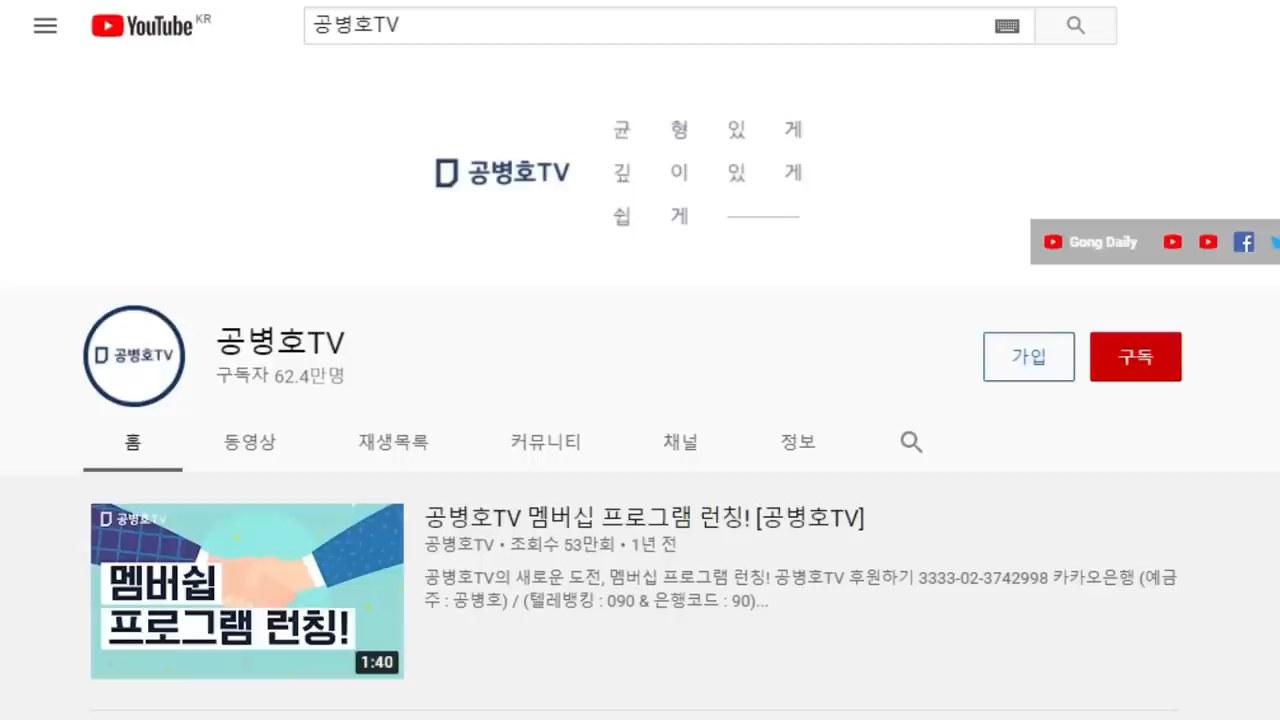 YouTube KR
공병호TV
균 형 있 게
공병호TV
깊 이 있 게
쉽 게
Gong Daily
공병호TV
공병호TV
구독자 62.4만명
가입
구독
홈 동영상 재생목록 커뮤니티 채널 정보
공병호TV
멤버쉽
프로그램 런칭!
1:40
공병호TV 멤버십 프로그램 런칭! [공병호TV]
공병호TV • 조회수 53만회 • 1년 전
공병호TV의 새로운 도전, 멤버십 프로그램 런칭! 공병호TV 후원하기 3333-02-3742998 카카오은행 (예금
주 : 공병호) / (텔레뱅킹 : 090 & 은행코드 : 90)...